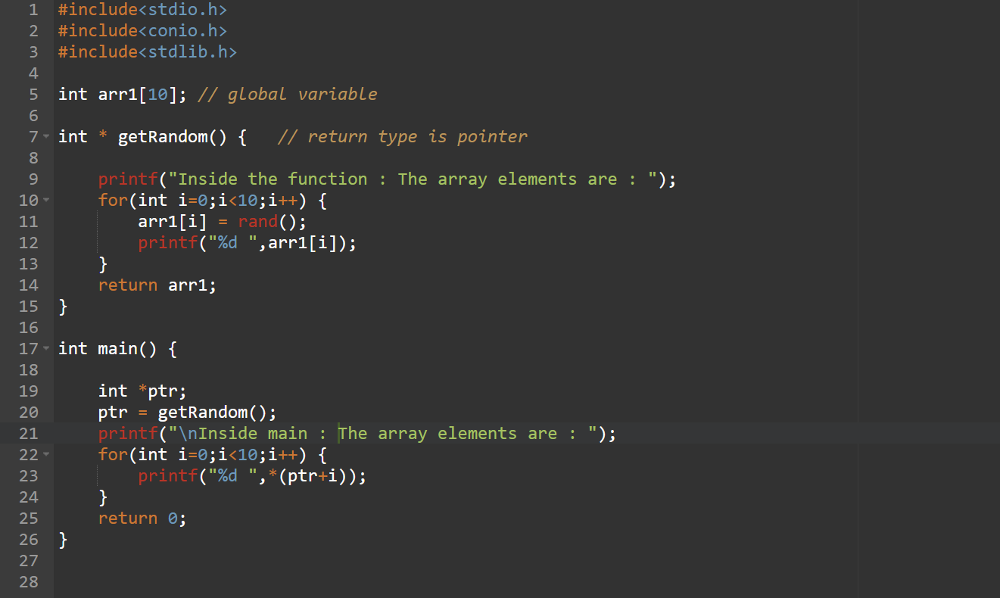 1 #include<stdio.h>
2 #include<conio.h>
3 #include<stdlib.h>
4
5 int arr1[10]; // global variable
6
7 int * getRandom() {   // return type is pointer
8
9     printf("Inside the function : The array elements are : ");
10     for(int i=0;i<10;i++) {
11         arr1[i] = rand();
12         printf("%d ",arr1[i]);
13     }
14     return arr1;
15 }
16
17 int main() {
18
19     int *ptr;
20     ptr = getRandom();
21     printf("\nInside main : The array elements are : ");
22     for(int i=0;i<10;i++) {
23         printf("%d ",*(ptr+i));
24     }
25     return 0;
26 }
27
28